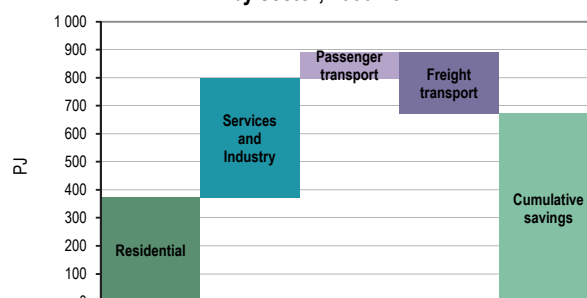 1 000
900
800
700
600
500
400
300
200
100
PJ
Residential
Services
and
Industry
Passenger
transport
Freight
transport
Cumulative
savings